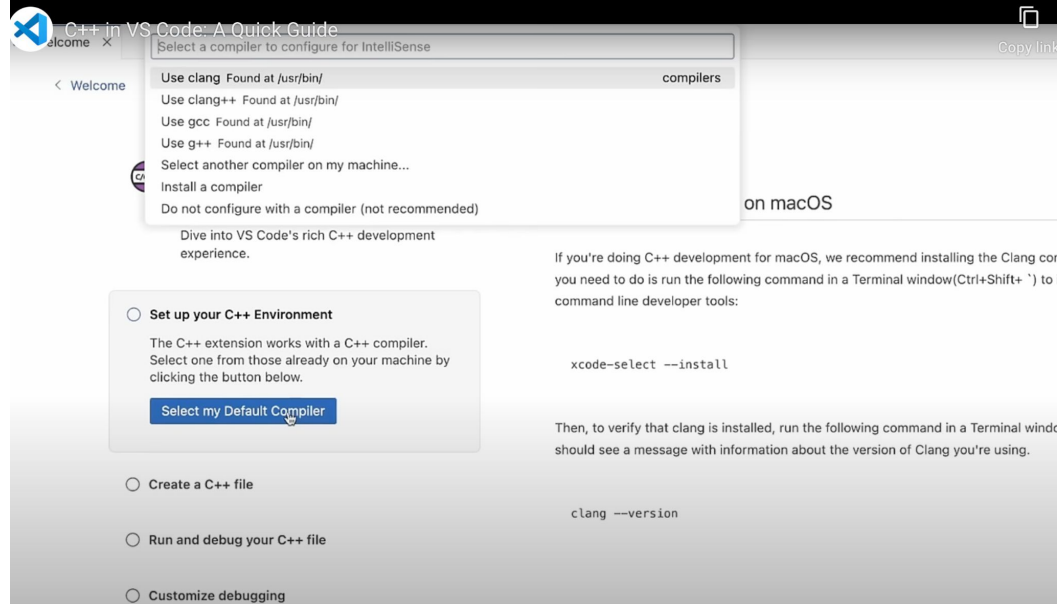 C++ in VS Code: A Quick Guide
Copy link
elcome ×
Select a compiler to configure for IntelliSense
Use clang Found at /usr/bin/ compilers
Use clang++ Found at /usr/bin/
Use gcc Found at /usr/bin/
Use g++ Found at /usr/bin/
Select another compiler on my machine...
Install a compiler
Do not configure with a compiler (not recommended)
< Welcome
Dive into VS Code's rich C++ development
experience.
Set up your C++ Environment
The C++ extension works with a C++ compiler.
Select one from those already on your machine by
clicking the button below.
Select my Default Compiler
Create a C++ file
Run and debug your C++ file
Customize debugging
on macOS
If you're doing C++ development for macOS, we recommend installing the Clang
you need to do is run the following command in a Terminal window(Ctrl+Shift+ `) to
command line developer tools:
xcode-select --install
Then, to verify that clang is installed, run the following command in a Terminal
should see a message with information about the version of Clang you're using.
clang --version